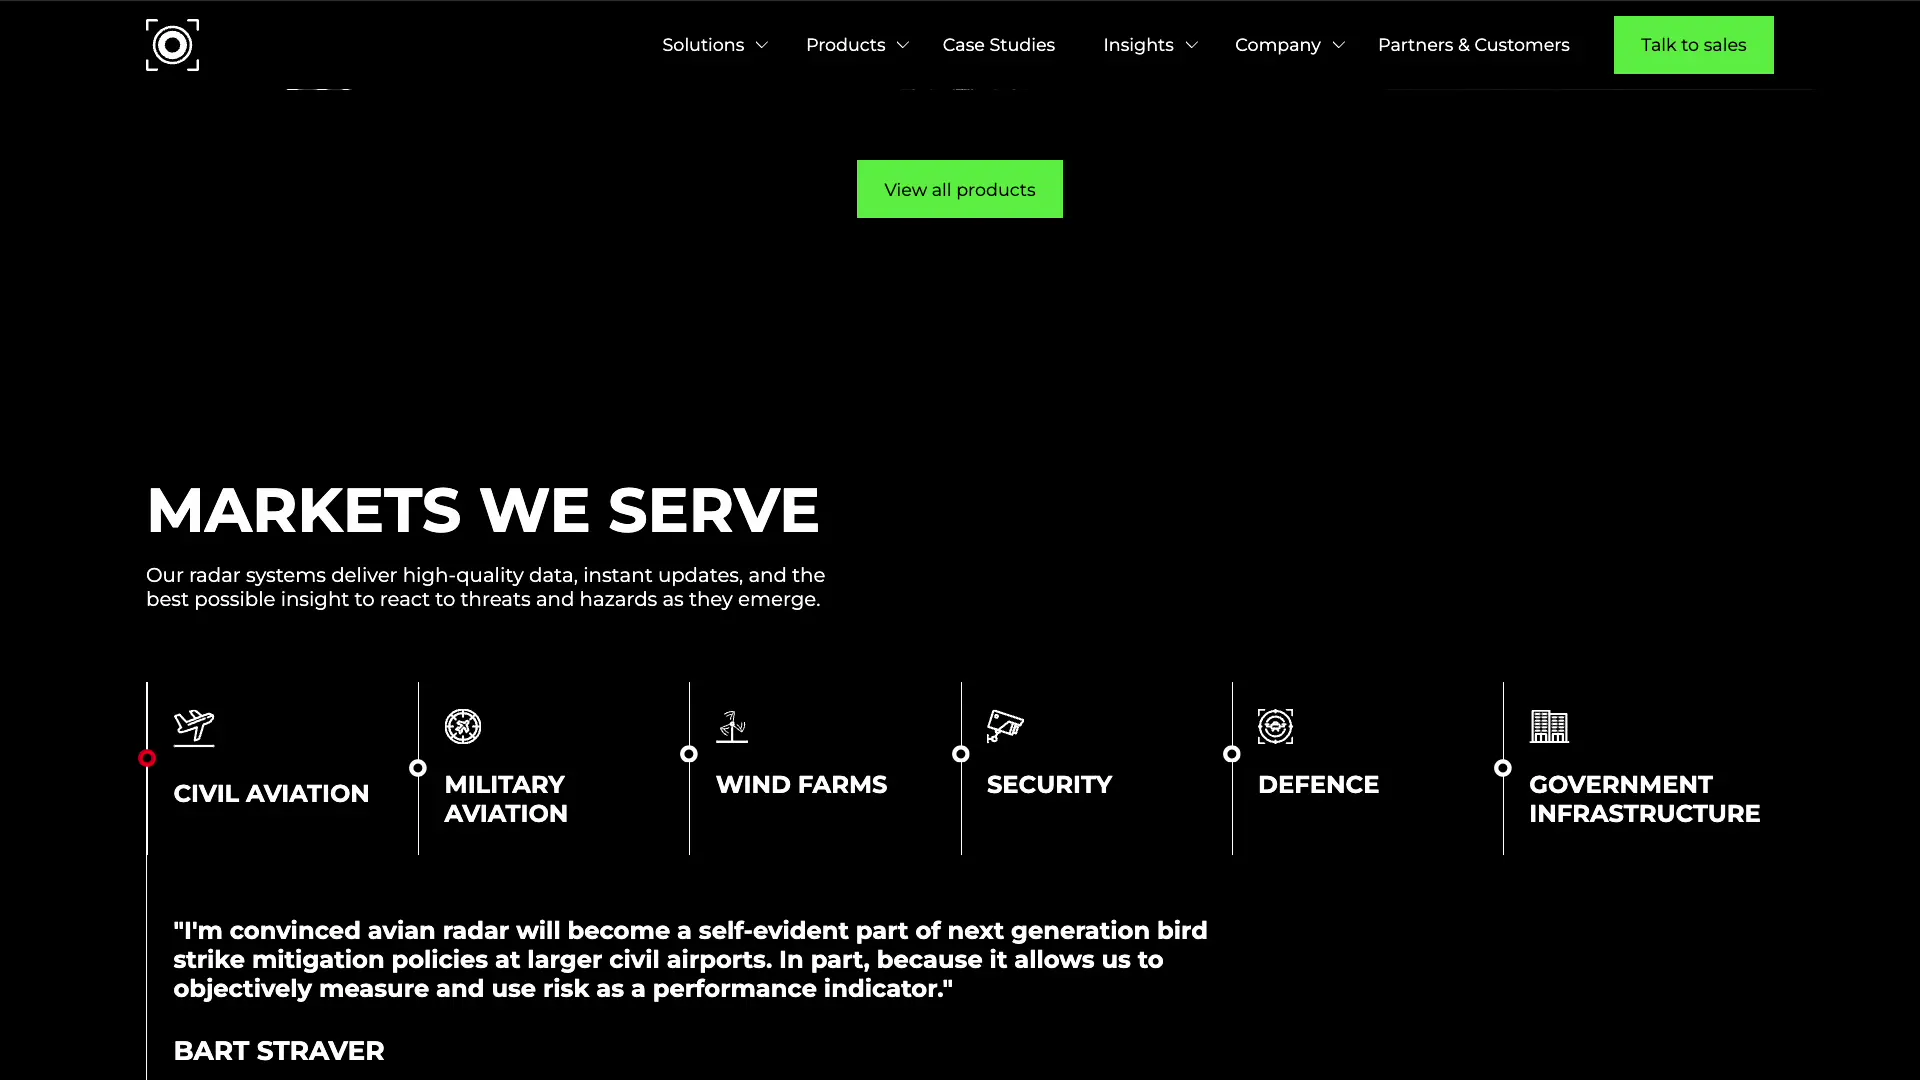 Solutions Products Case Studies Insights Company Partners & Customers Talk to sales
View all products
MARKETS WE SERVE
Our radar systems deliver high-quality data, instant updates, and the
best possible insight to react to threats and hazards as they emerge.
CIVIL AVIATION
MILITARY
AVIATION
WIND FARMS
SECURITY
DEFENCE
GOVERNMENT
INFRASTRUCTURE
"I'm convinced avian radar will become a self-evident part of next generation bird
strike mitigation policies at larger civil airports. In part, because it allows us to
objectively measure and use risk as a performance indicator."
BART STRAVER